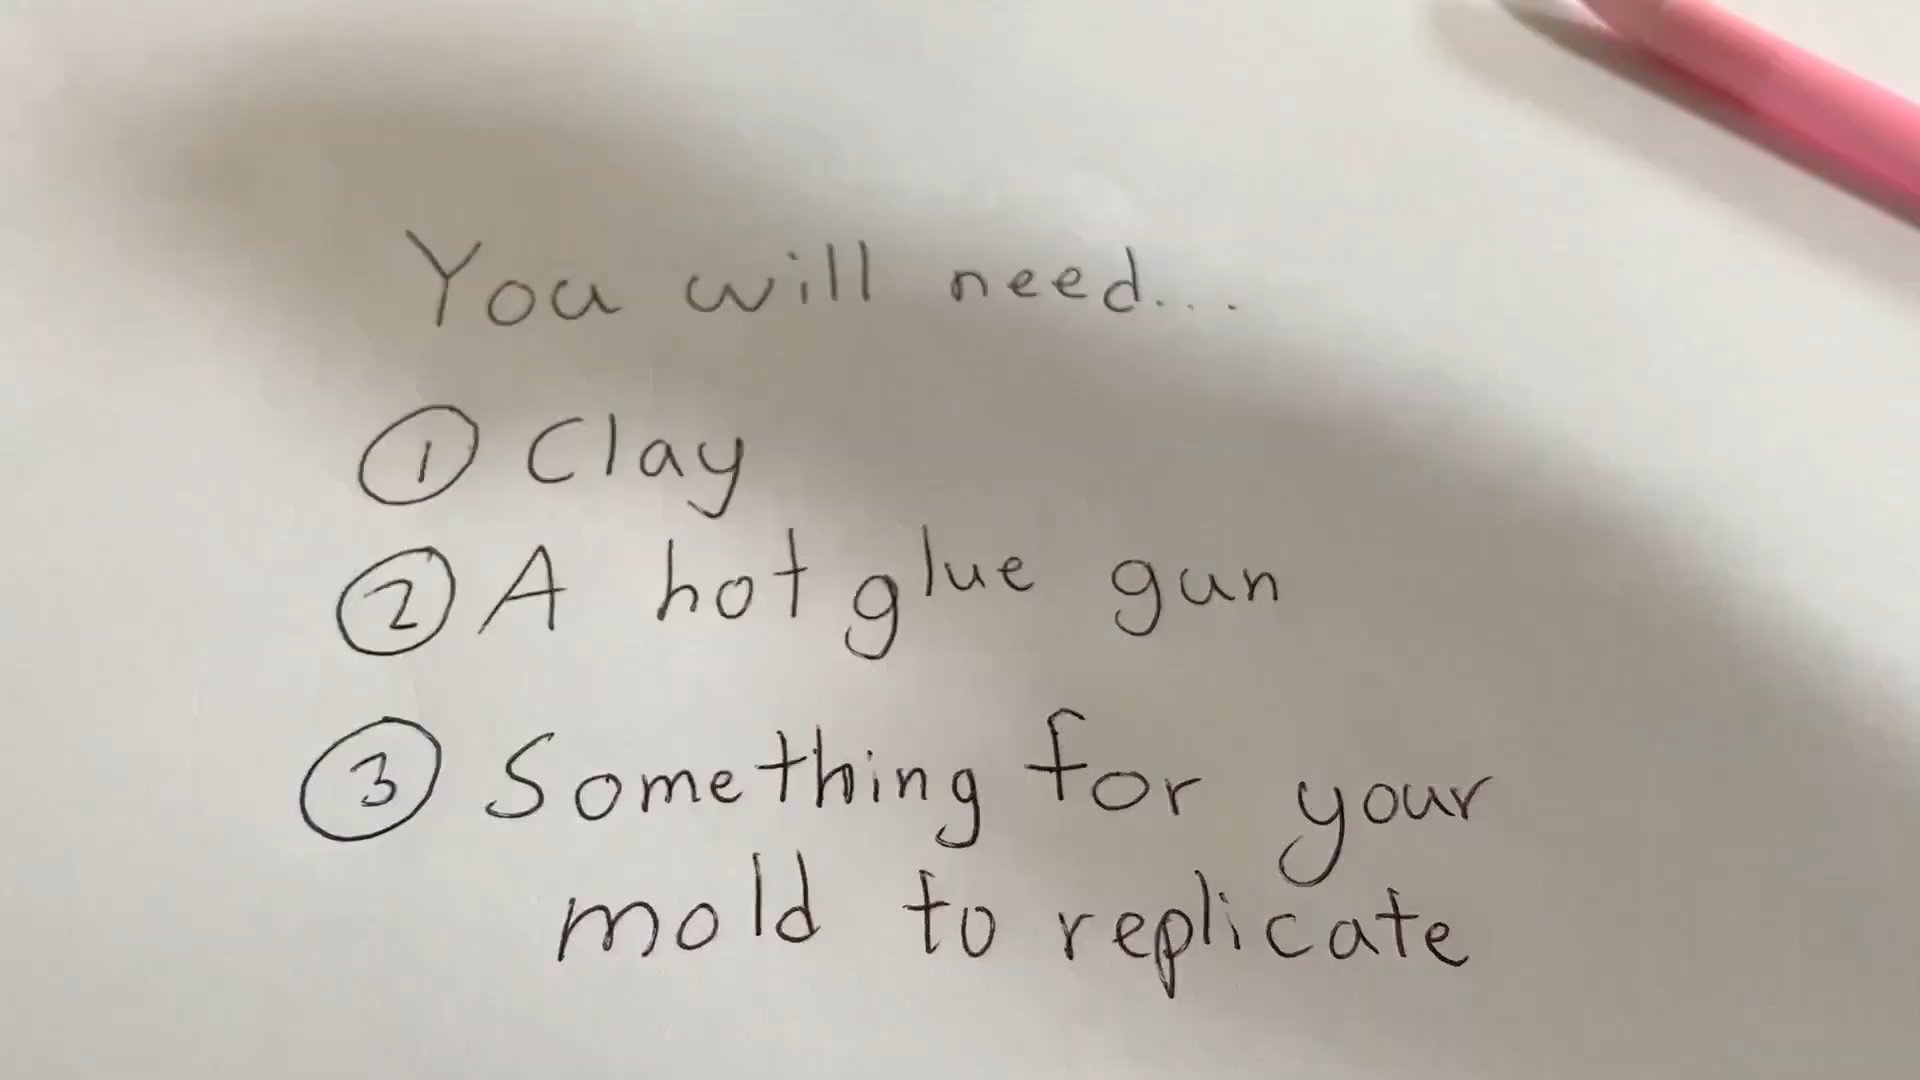 You will need...
① Clay
② A hot glue gun
③ Something for your
mold to replicate